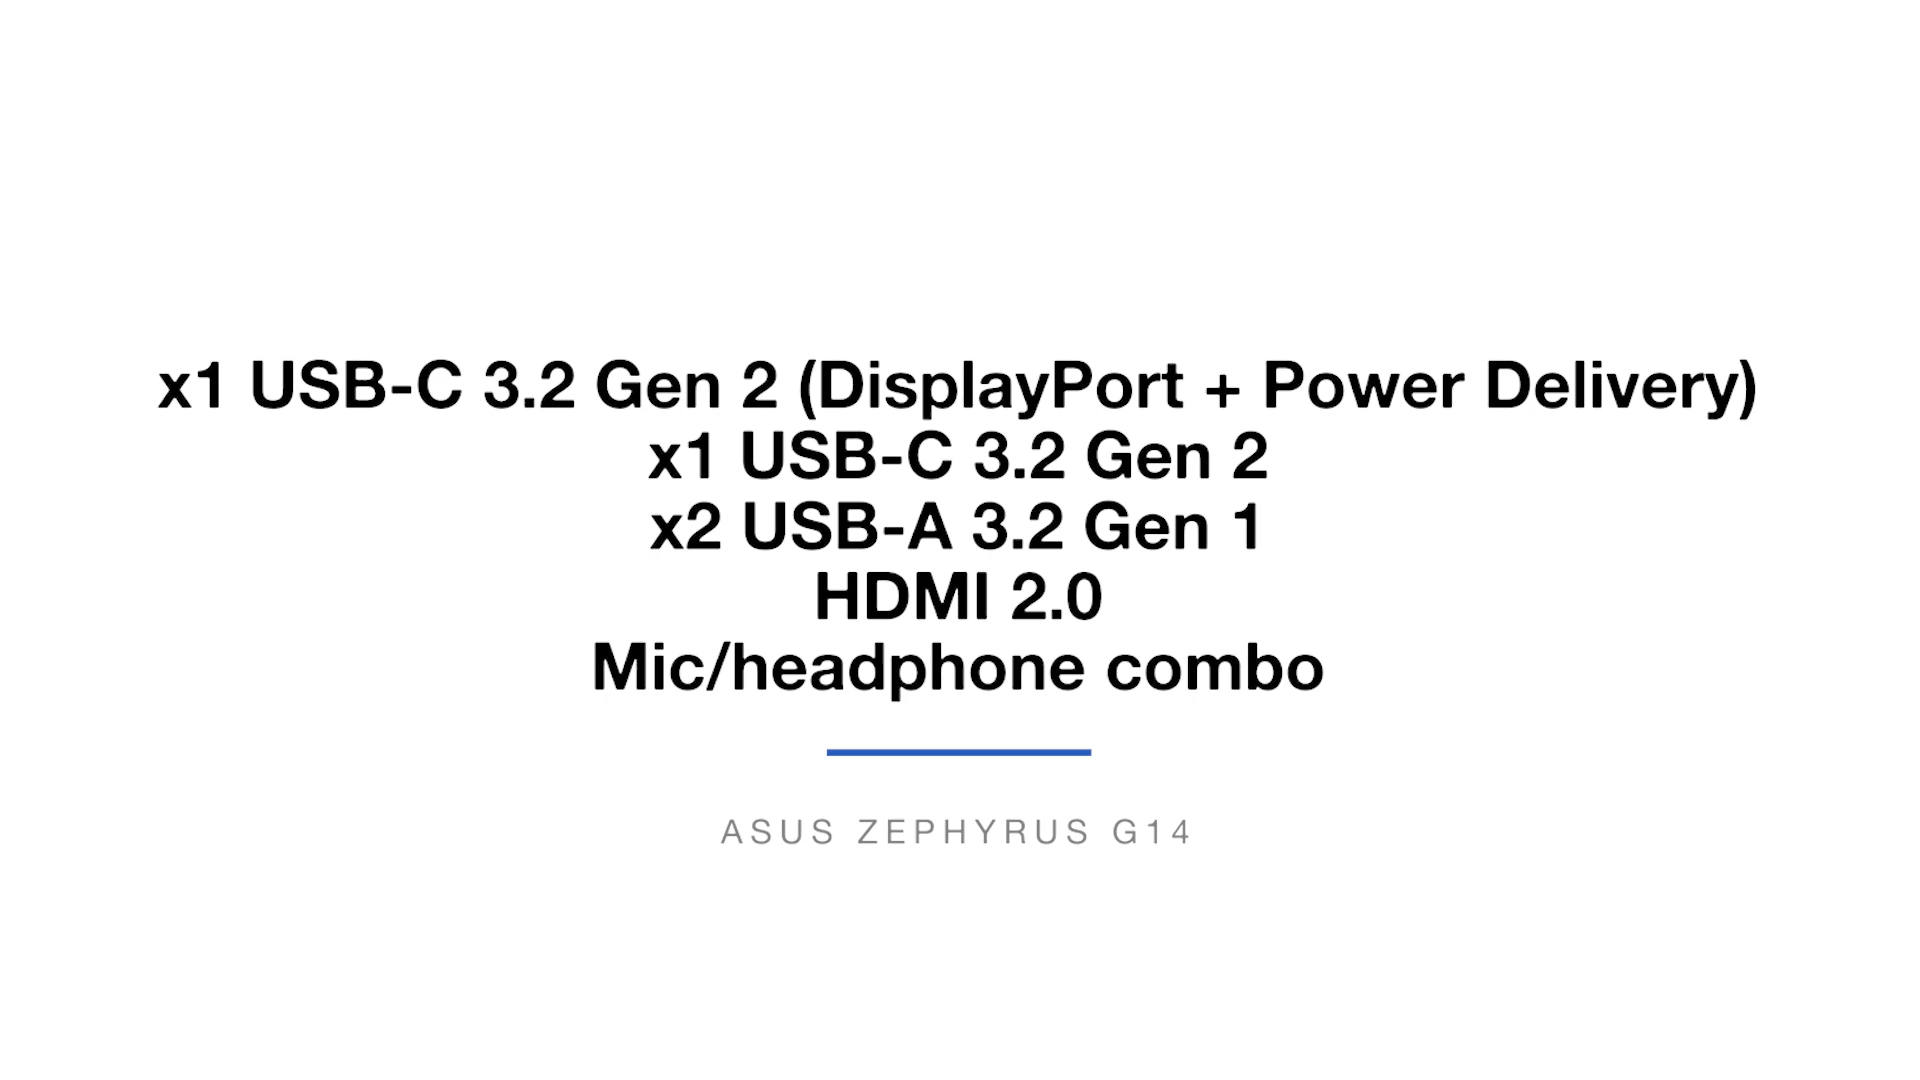 x1 USB-C 3.2 Gen 2 (DisplayPort + Power Delivery)
x1 USB-C 3.2 Gen 2
x2 USB-A 3.2 Gen 1
HDMI 2.0
Mic/headphone combo
ASUS ZEPHYRUS G14